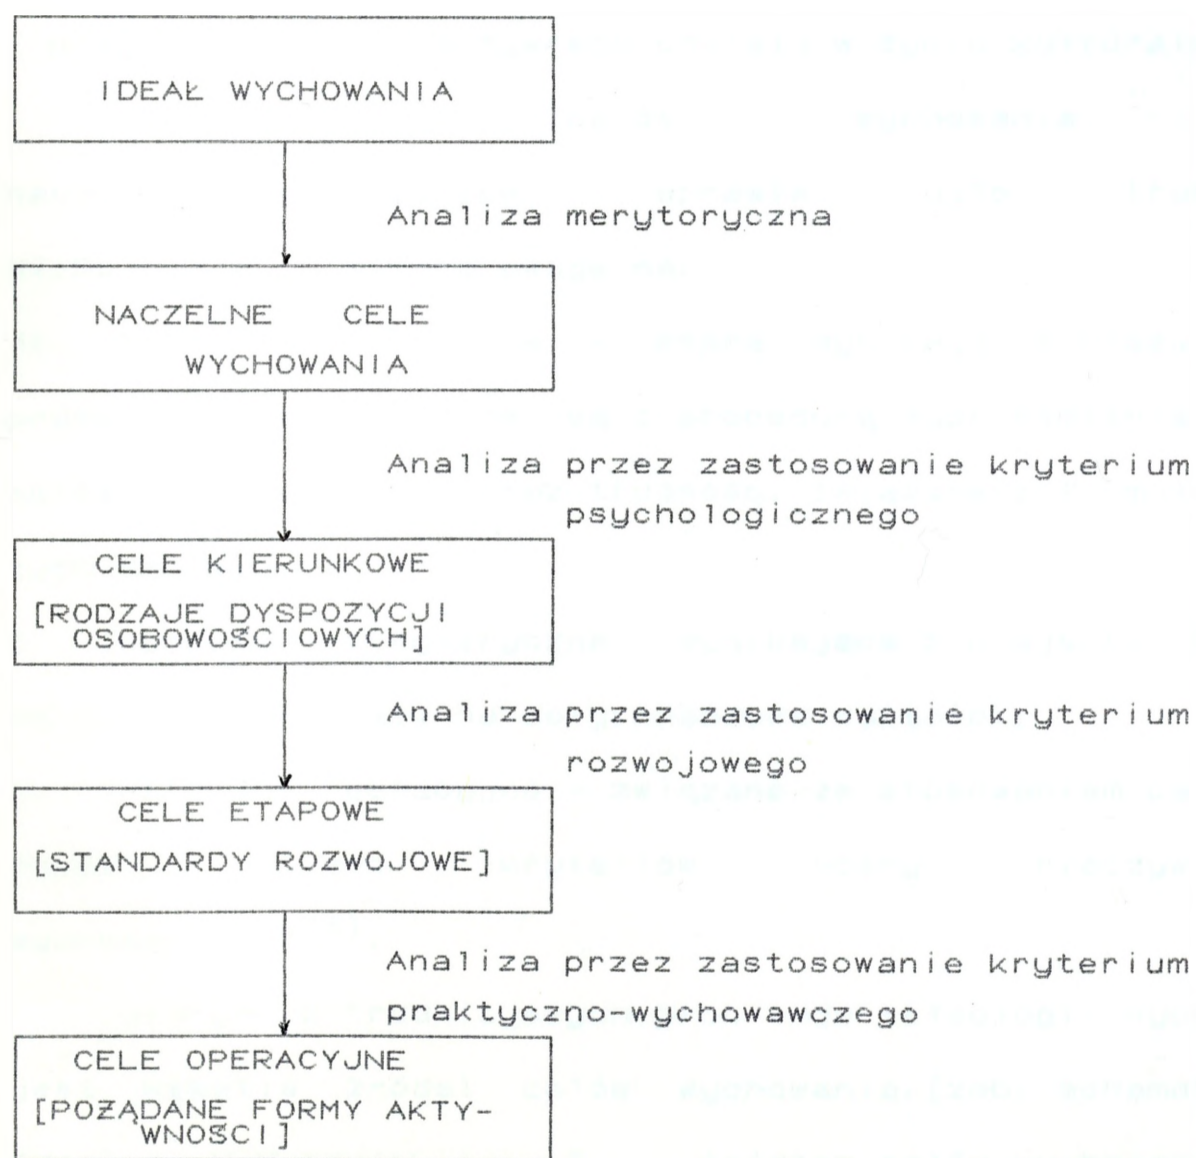 IDEAŁ WYCHOWANIA
Analiza merytoryczna
NACZELNE CELE
WYCHOWANIA
Analiza przez zastosowanie kryterium
psychologicznego
CELE KIERUNKOWE
[RODZAJE DYSPOZYCJI
OSOBOWOŚCIOWYCH]
Analiza przez zastosowanie kryterium
rozwojowego
CELE ETAPOWE
[STANDARDY ROZWOJOWE]
Analiza przez zastosowanie kryterium
praktyczno-wychowawczego
CELE OPERACYJNE
[POŻĄDANE FORMY AKTY-
WNOŚCI]